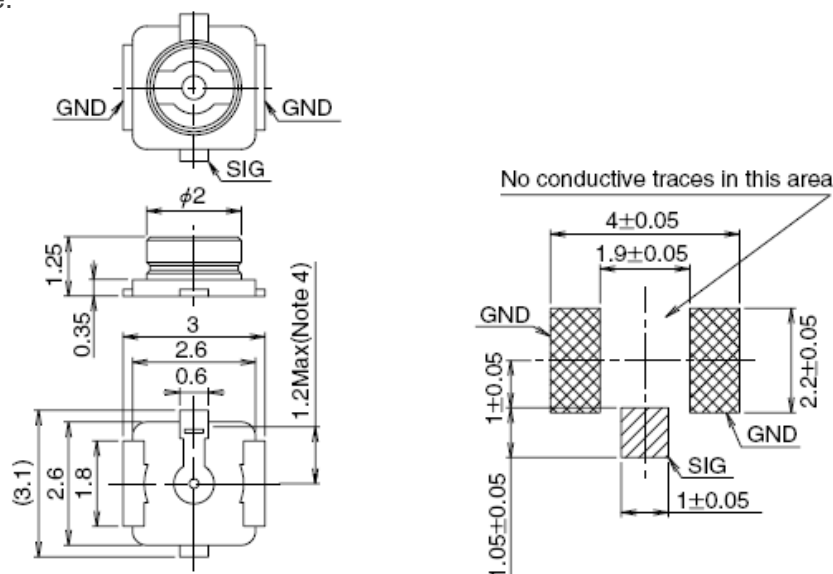 e.
GND
GND
SIG
ϕ2
1.25
0.35
3
2.6
0.6
1.2Max(Note 4)
(3.1)
2.6
1.8
No conductive traces in this area
4±0.05
1.9±0.05
GND
1±0.05
2.2±0.05
GND
SIG
1±0.05
1.05±0.05